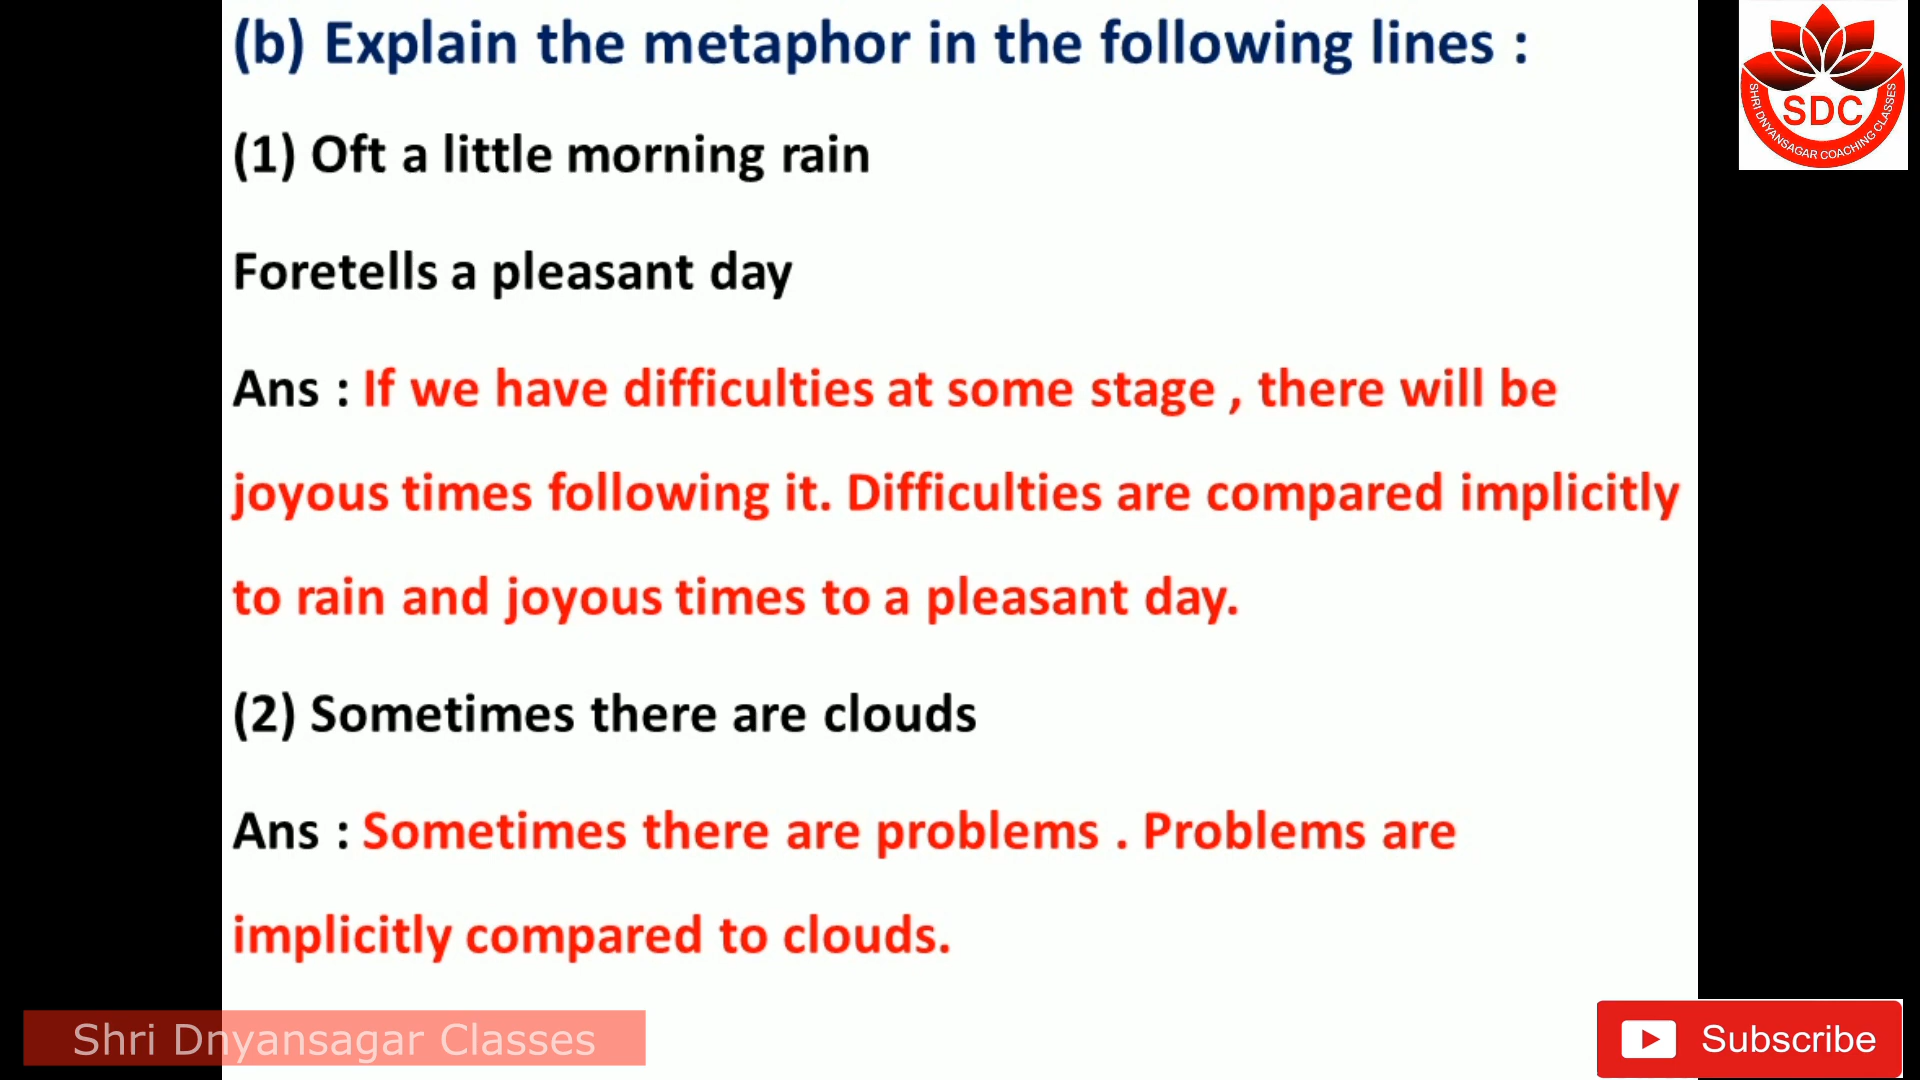 (b) Explain the metaphor in the following lines :
SDC
SHRI DNYANSAGAR COACHING CLASSES
(1) Oft a little morning rain
Foretells a pleasant day
Ans : If we have difficulties at some stage , there will be
joyous times following it. Difficulties are compared implicitly
to rain and joyous times to a pleasant day.
(2) Sometimes there are clouds
Ans : Sometimes there are problems . Problems are
implicitly compared to clouds.
Shri Dnyansagar Classes
Subscribe